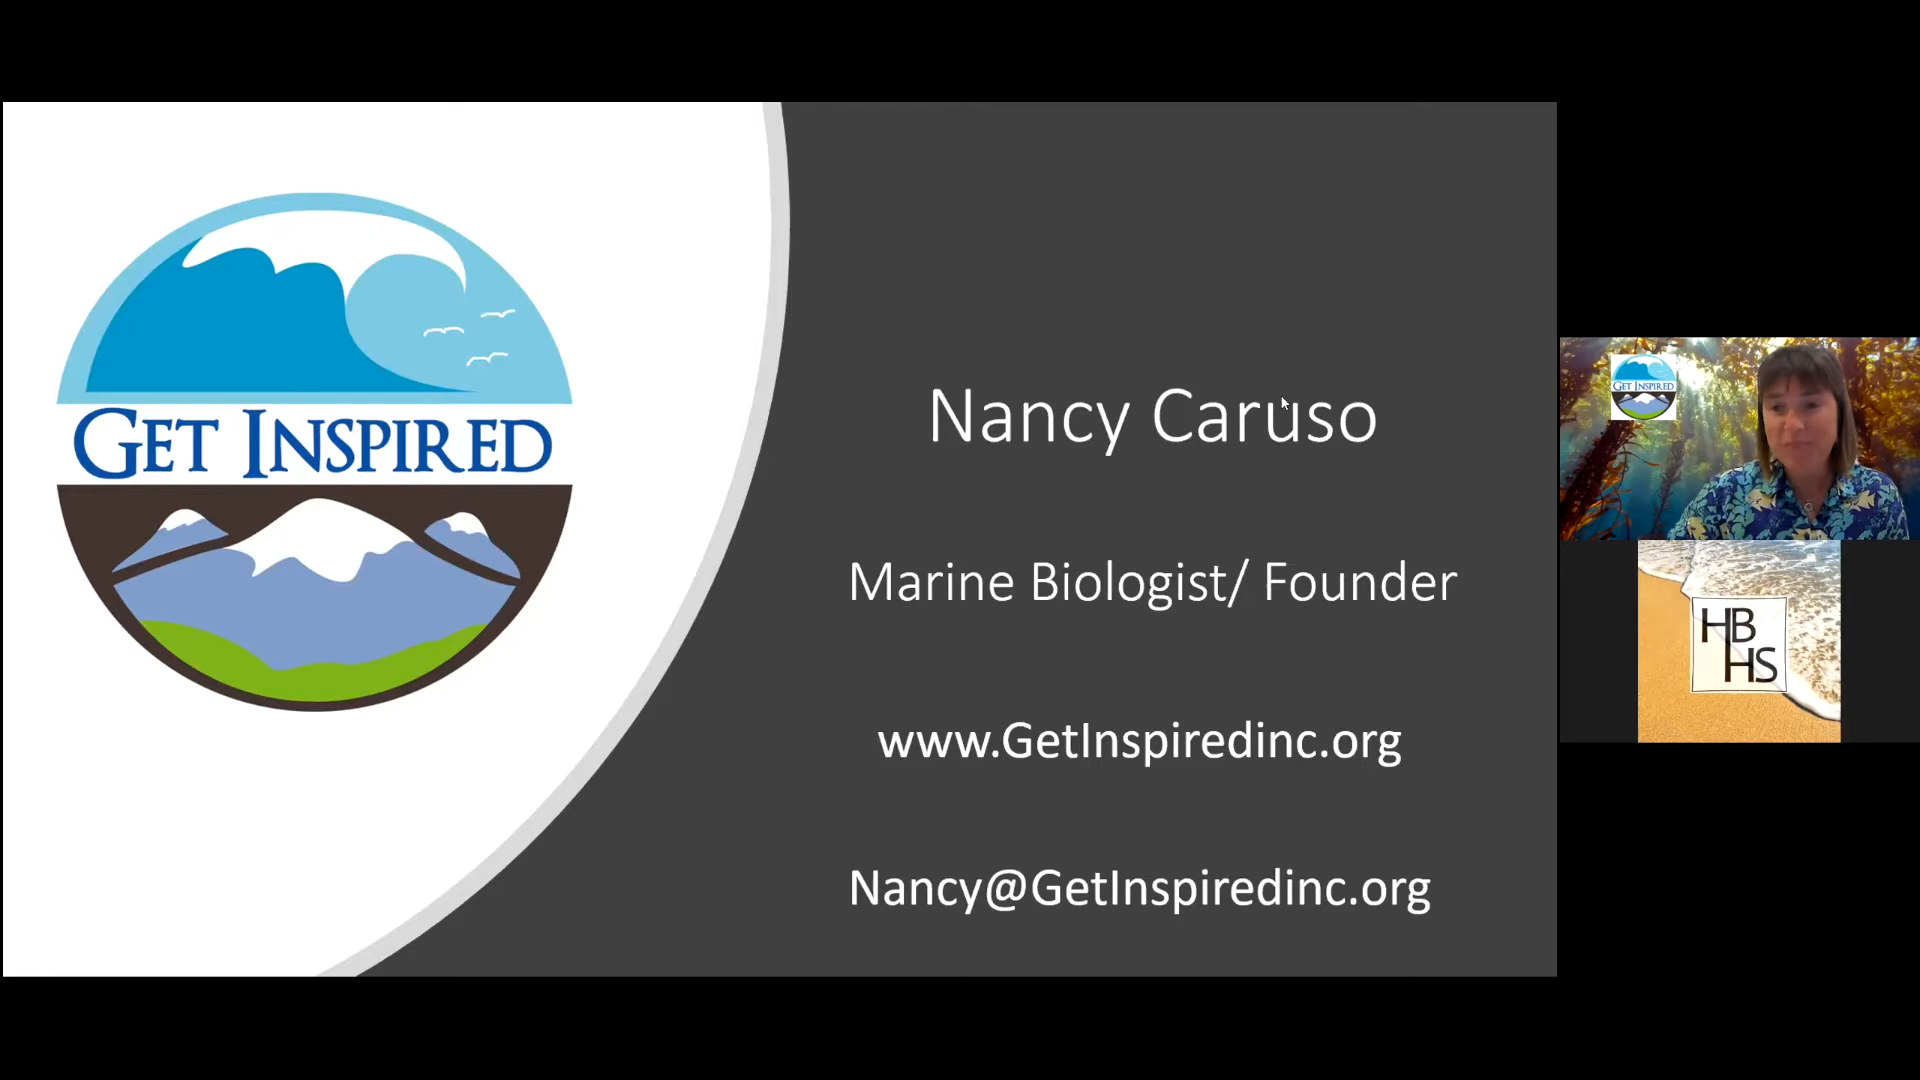 GET INSPIRED
Nancy Caruso
Marine Biologist/ Founder
www.GetInspiredinc.org
Nancy@GetInspiredinc.org
GET INSPIRED
HB
HS